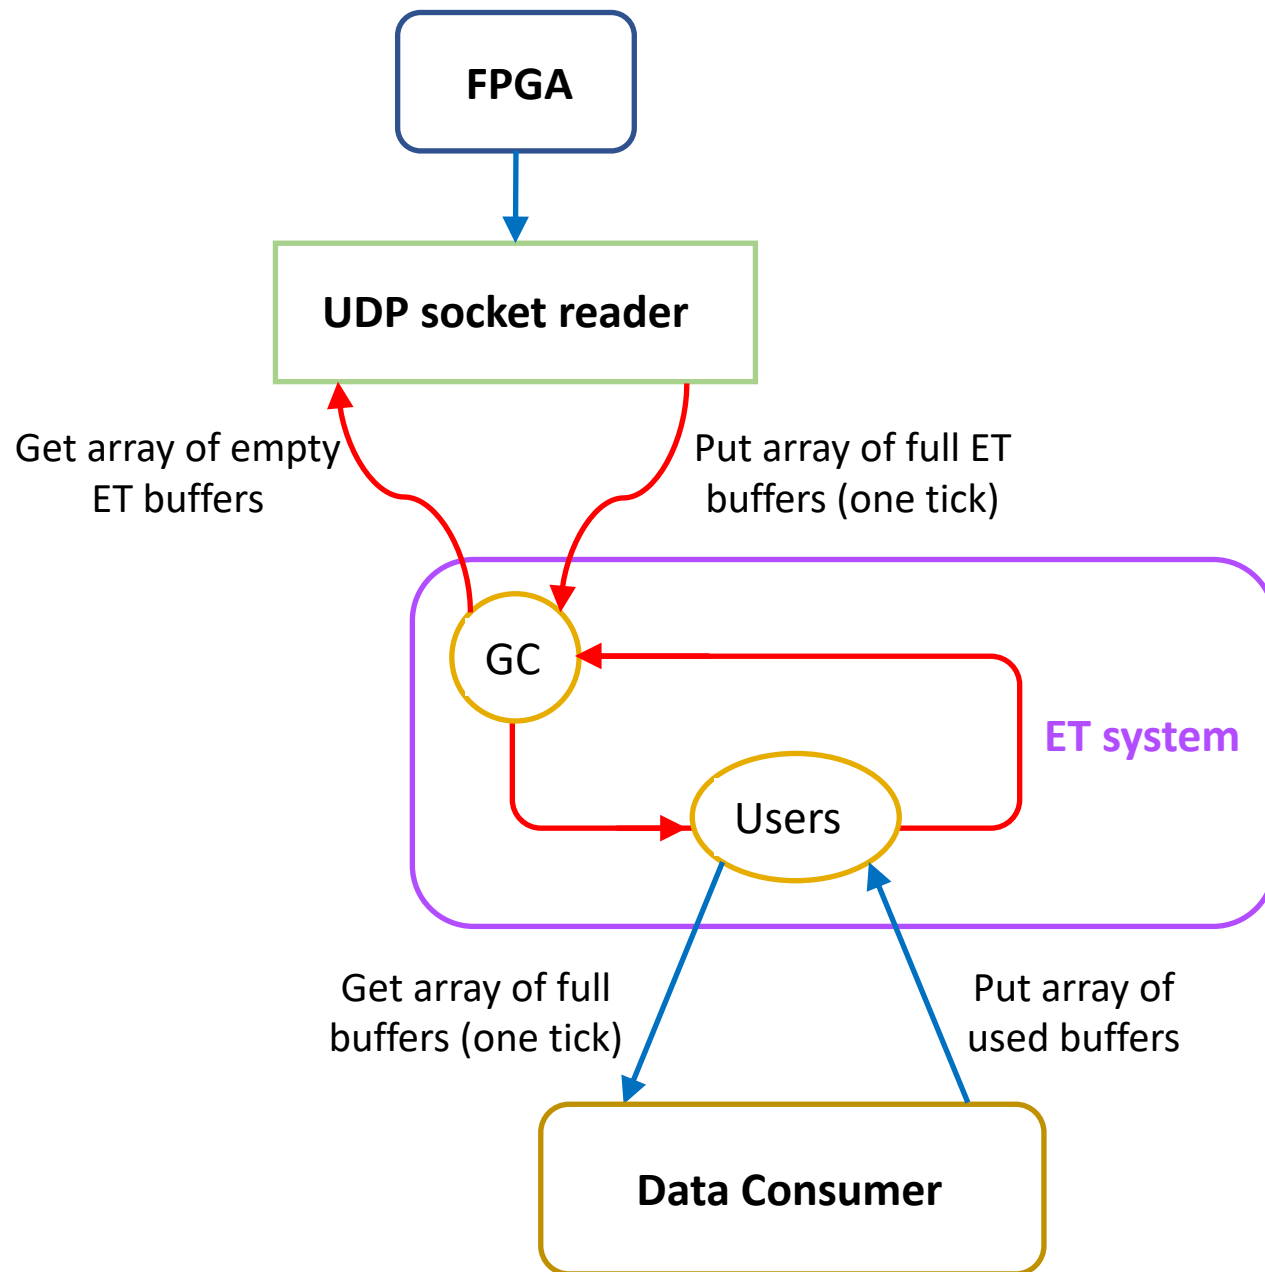 FPGA
UDP socket reader
Get array of empty
ET buffers
Put array of full ET
buffers (one tick)
GC
ET system
Users
Get array of full
buffers (one tick)
Put array of
used buffers
Data Consumer